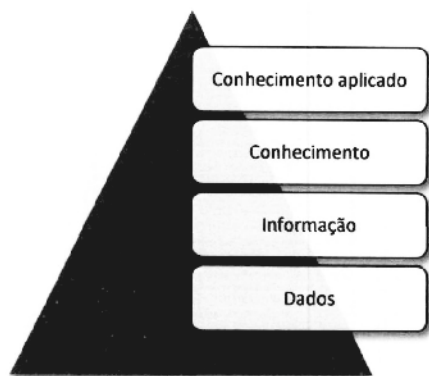 Conhecimento aplicado
Conhecimento
Informação
Dados